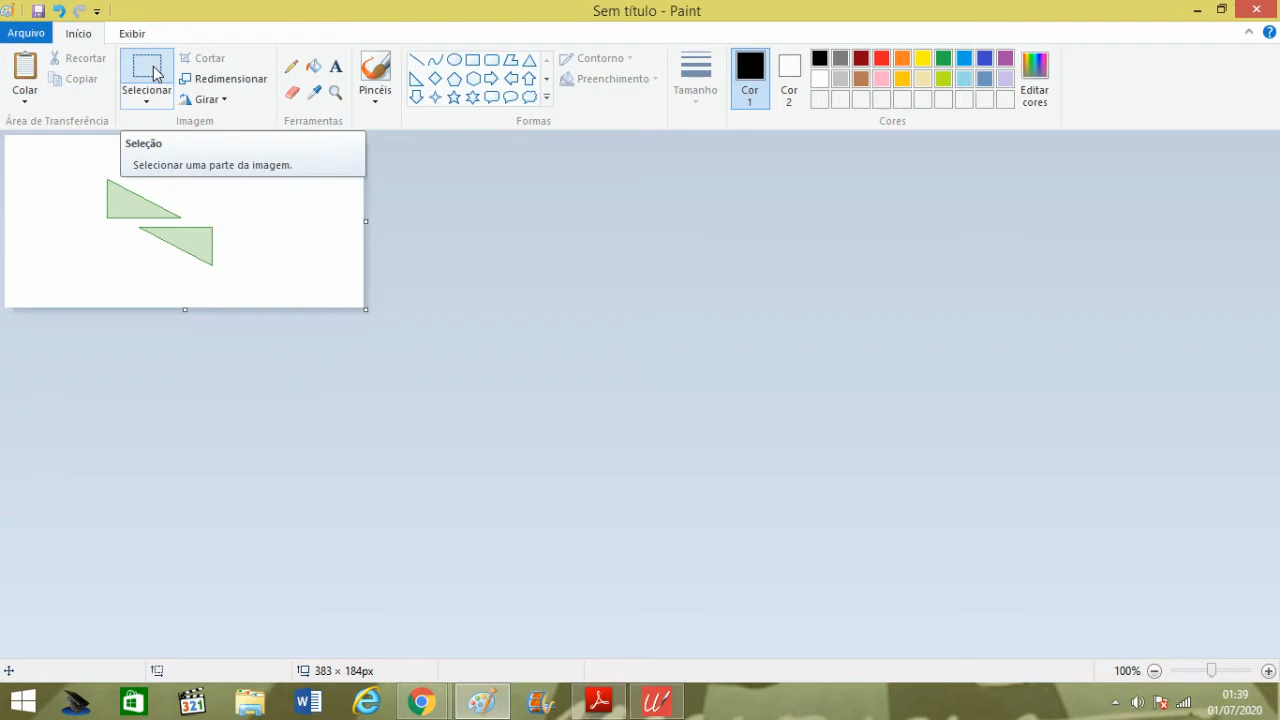 Sem título - Paint
Arquivo Início Exibir
Colar
Recortar
Copiar
Área de Transferência
Selecionar
Cortar
Redimensionar
Girar
Imagem
A
Ferramentas
Pincéis
Formas
Contorno
Preenchimento
Tamanho
Cor 1
Cor 2
Editar cores
Cores
Seleção
Selecionar uma parte da imagem.
383 × 184px
100%
321
01:39
01/07/2020